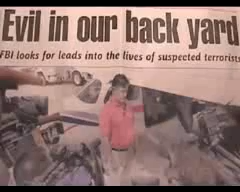 Evil in our back yard
FBI looks for leads into the lives of suspected terrorists